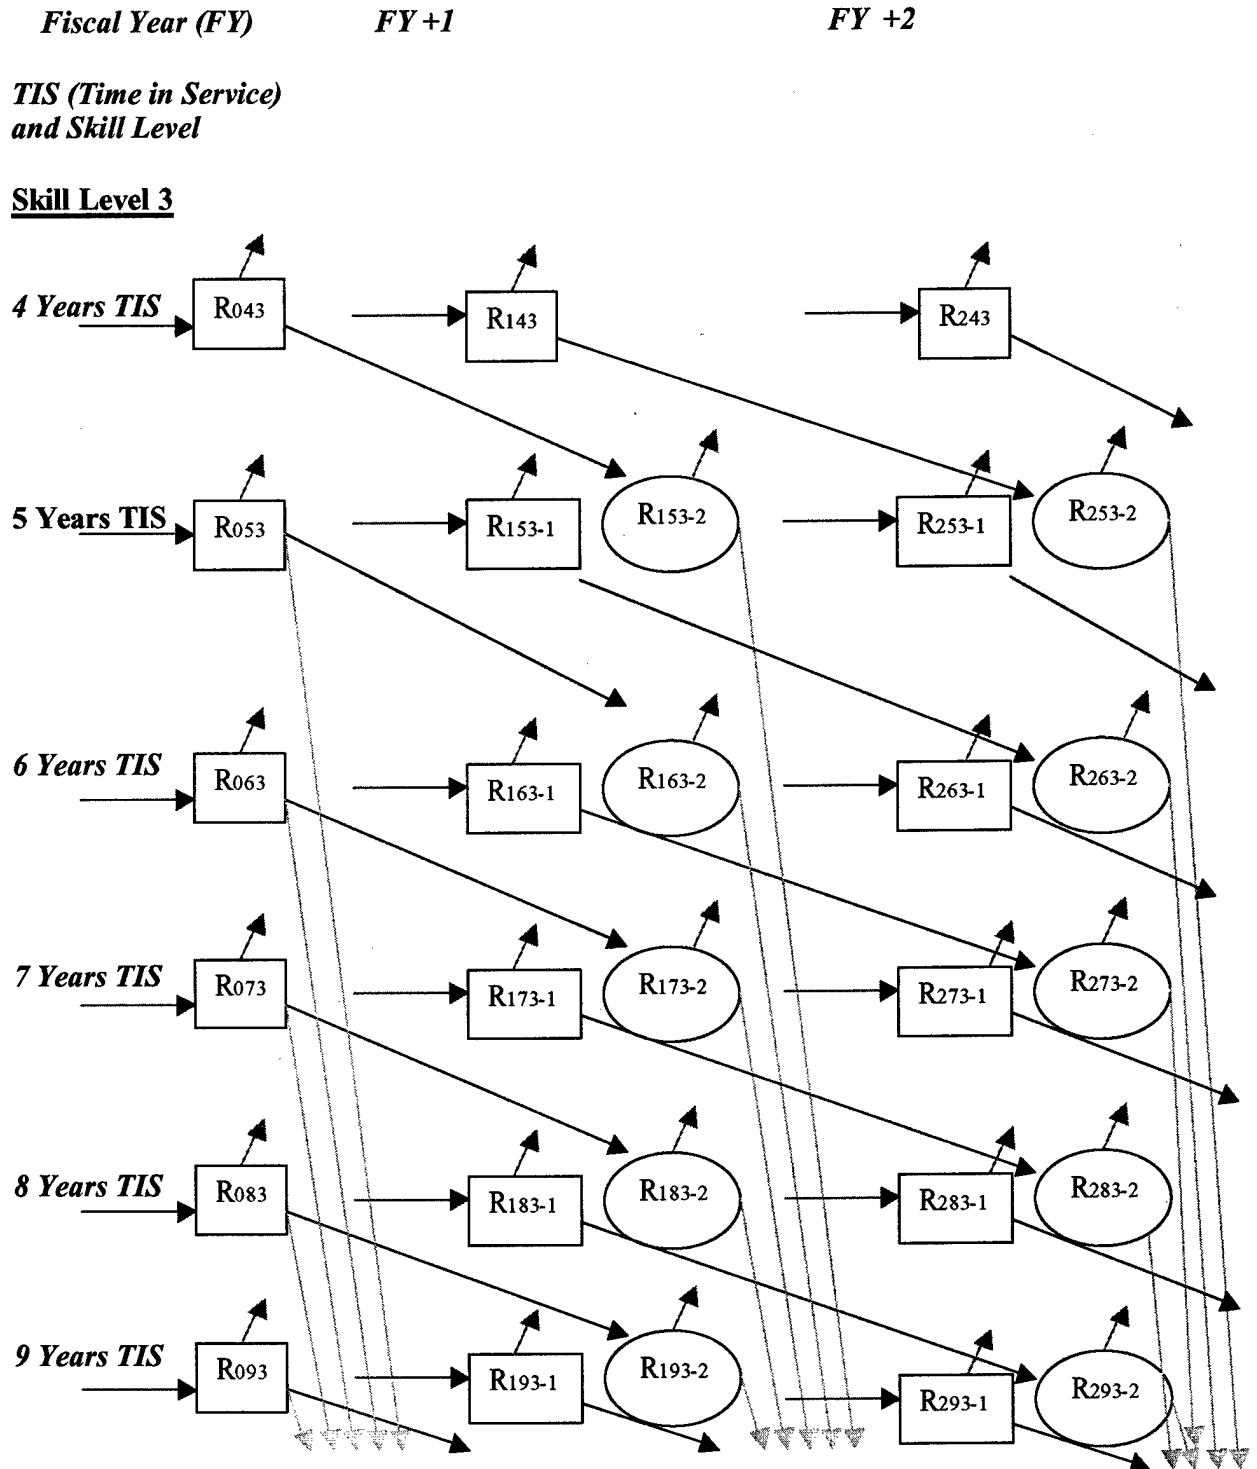 Fiscal Year (FY) FY +1 FY +2
TIS (Time in Service)
and Skill Level
Skill Level 3
4 Years TIS R043 R143 R243
5 Years TIS R053 R153-1 R153-2 R253-1 R253-2
6 Years TIS R063 R163-1 R163-2 R263-1 R263-2
7 Years TIS R073 R173-1 R173-2 R273-1 R273-2
8 Years TIS R083 R183-1 R183-2 R283-1 R283-2
9 Years TIS R093 R193-1 R193-2 R293-1 R293-2